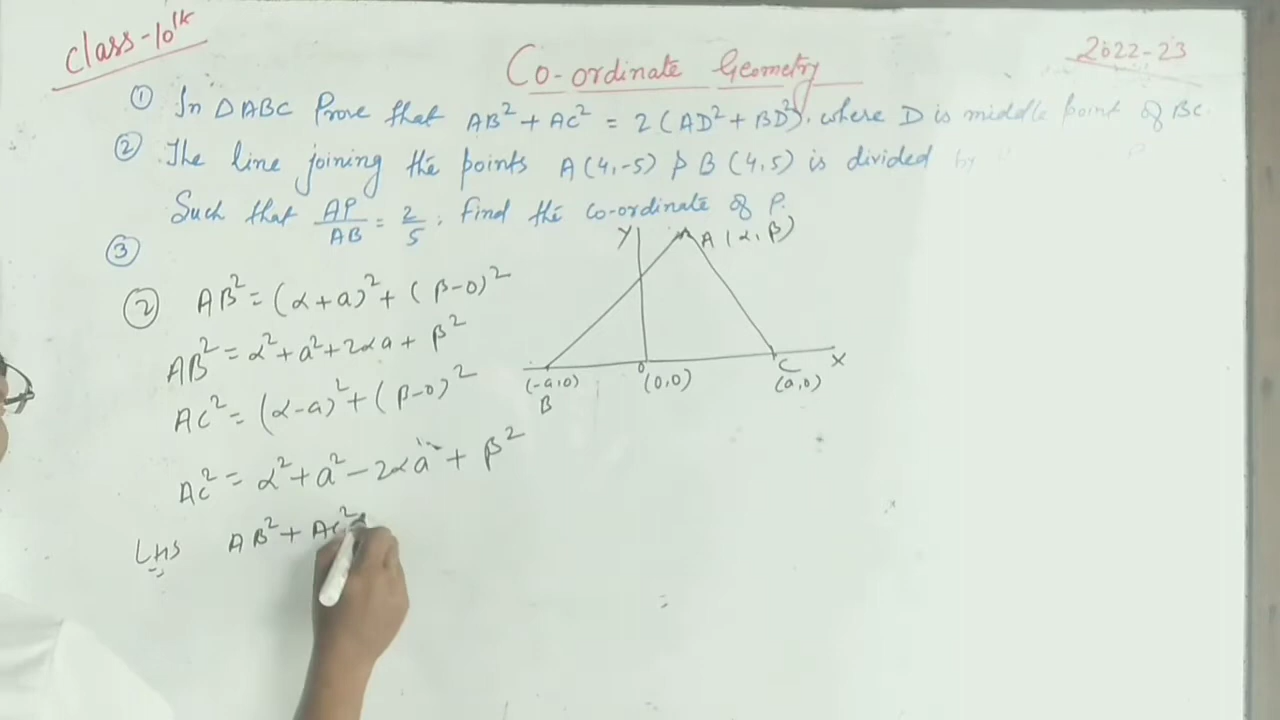 Class-10th
Co-ordinate Geometry
2022-23
① In △ABC Prove that AB² + AC² = 2(AD² + BD²). where D is middle point of BC.
② The line joining the points A(4,-5) & B(4,5) is divided by
Such that AP/AB = 2/5. Find the co-ordinate of P.
③
Y
A(α,β)
② AB² = (α+a)² + (β-0)²
AB² = α² + a² + 2αa + β²
AC² = (α-a)² + (β-0)²
AC² = α² + a² - 2αa + β²
LHS AB² + AC²
(-a,0)
B
0
(0,0)
C
(a,0)
X